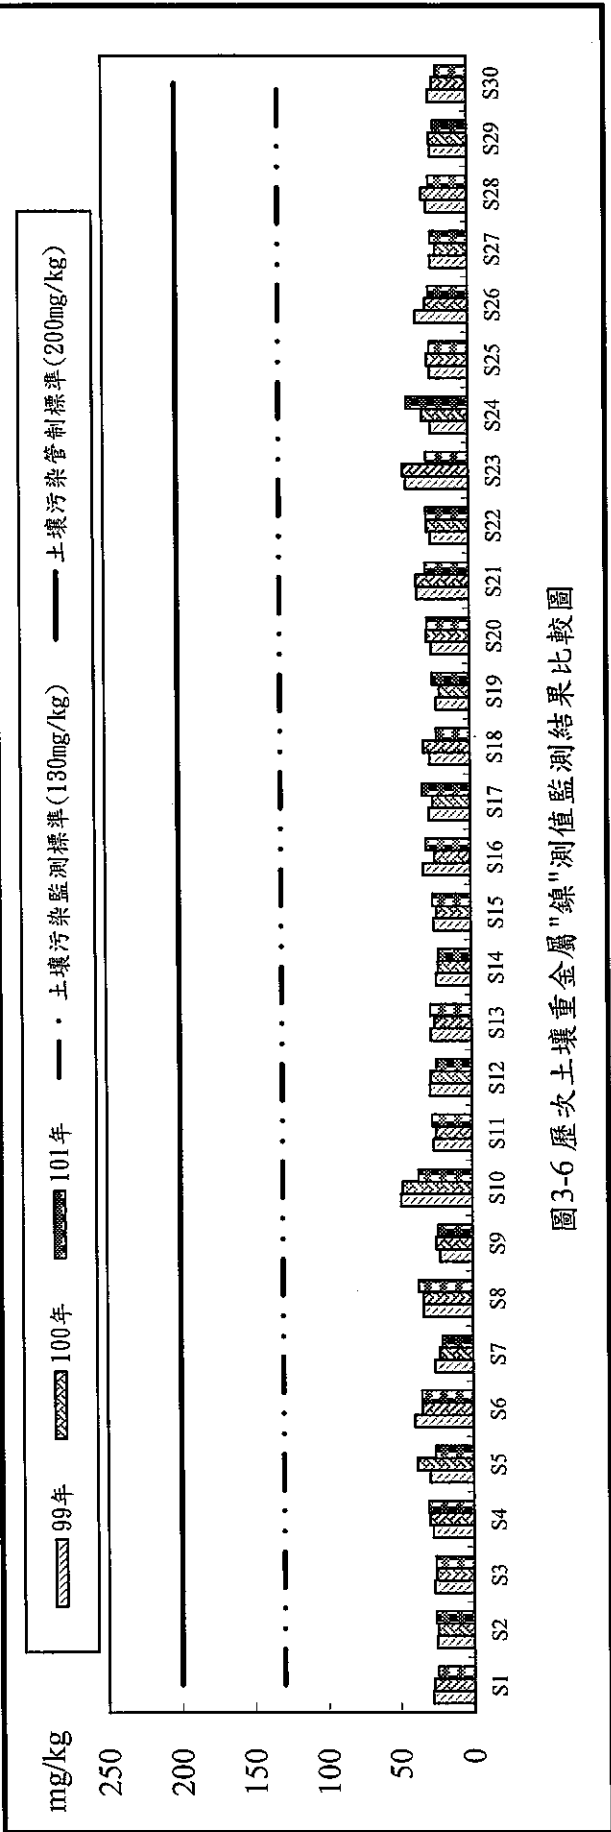 99年 100年 101年 土壤污染監測標準(130mg/kg) 土壤污染管制標準(200mg/kg)
mg/kg
250
200
150
100
50
0
S1 S2 S3 S4 S5 S6 S7 S8 S9 S10 S11 S12 S13 S14 S15 S16 S17 S18 S19 S20 S21 S22 S23 S24 S25 S26 S27 S28 S29 S30
圖3-6 歷次土壤重金屬"鎳"測值監測結果比較圖